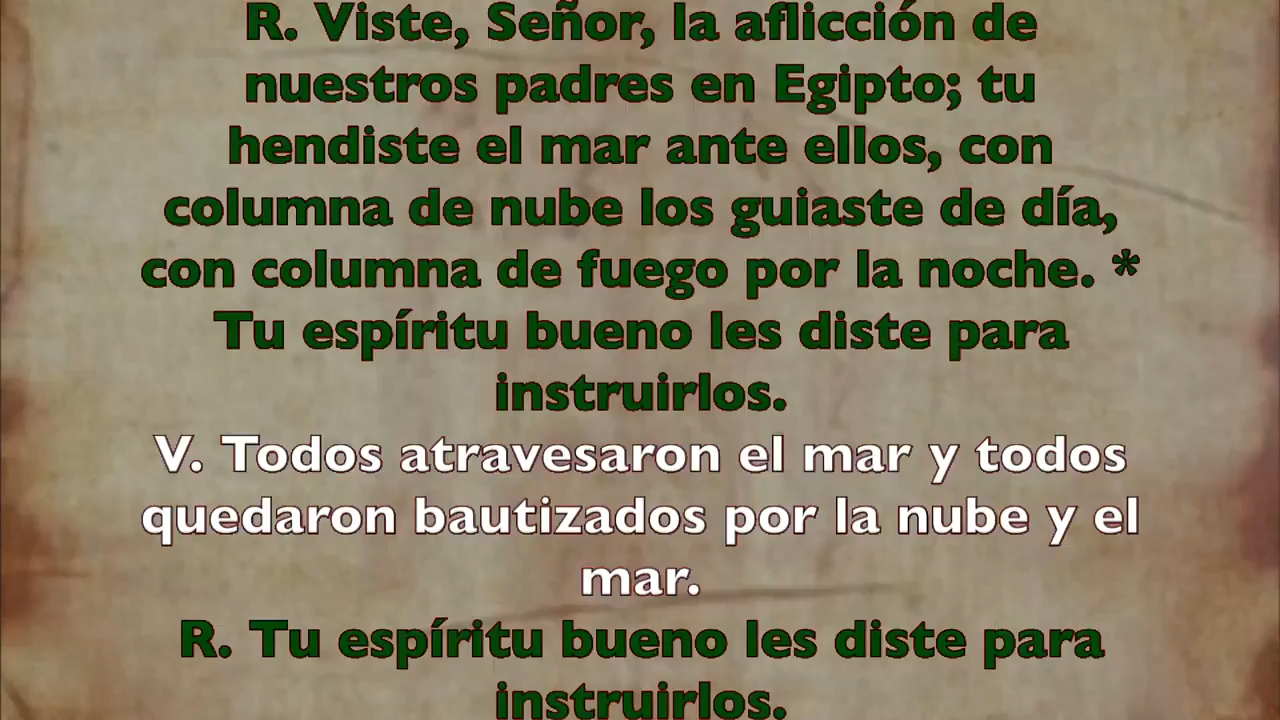 R. Viste, Señor, la aflicción de
nuestros padres en Egipto; tu
hendiste el mar ante ellos, con
columna de nube los guiaste de día,
con columna de fuego por la noche. *
Tu espíritu bueno les diste para
instruirlos.
V. Todos atravesaron el mar y todos
quedaron bautizados por la nube y el
mar.
R. Tu espíritu bueno les diste para
instruirlos.